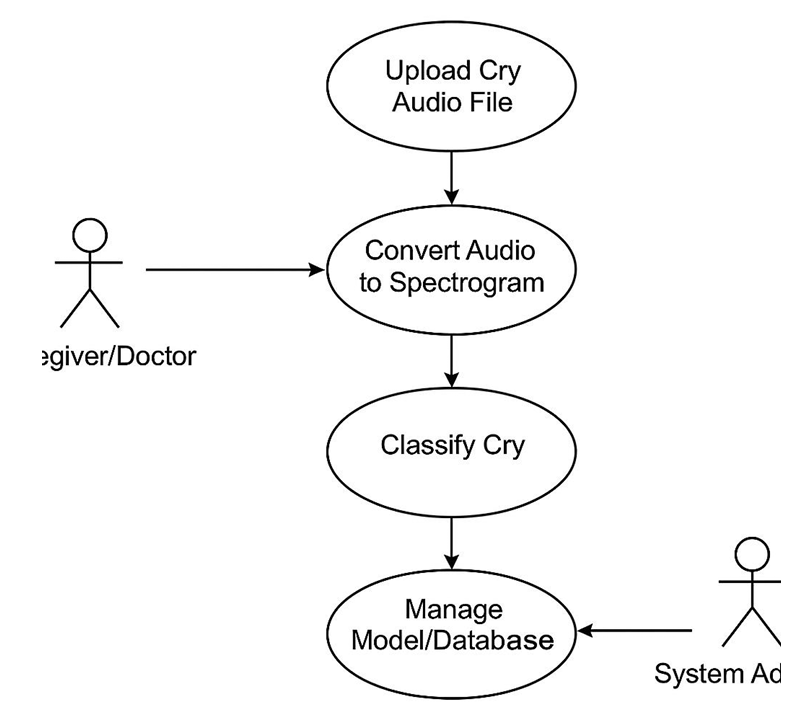 Upload Cry
Audio File
Convert Audio
to Spectrogram
egiver/Doctor
Classify Cry
Manage
Model/Database
System Ad